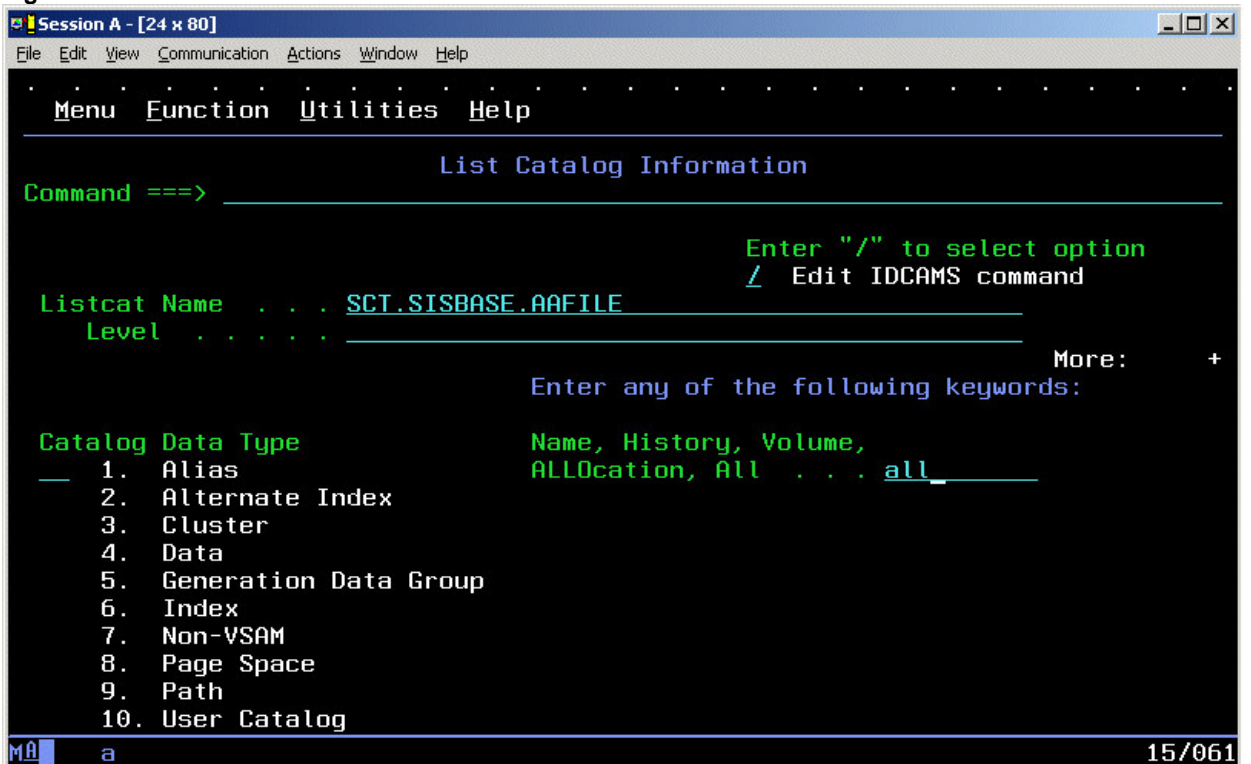 Session A - [24 x 80]
File Edit View Communication Actions Window Help
. . . . . . . . . . . . . . . . . . . . . . . . . . .
Menu Function Utilities Help
List Catalog Information
Command ===> 
Enter "/" to select option
/ Edit IDCAMS command
Listcat Name . . . SCT.SISBASE.AAFILE
Level . . . . .
More: +
Enter any of the following keywords:
Catalog Data Type Name, History, Volume,
__ 1. Alias ALLOcation, All . . . all_
2. Alternate Index
3. Cluster
4. Data
5. Generation Data Group
6. Index
7. Non-VSAM
8. Page Space
9. Path
10. User Catalog
MA a 15/061